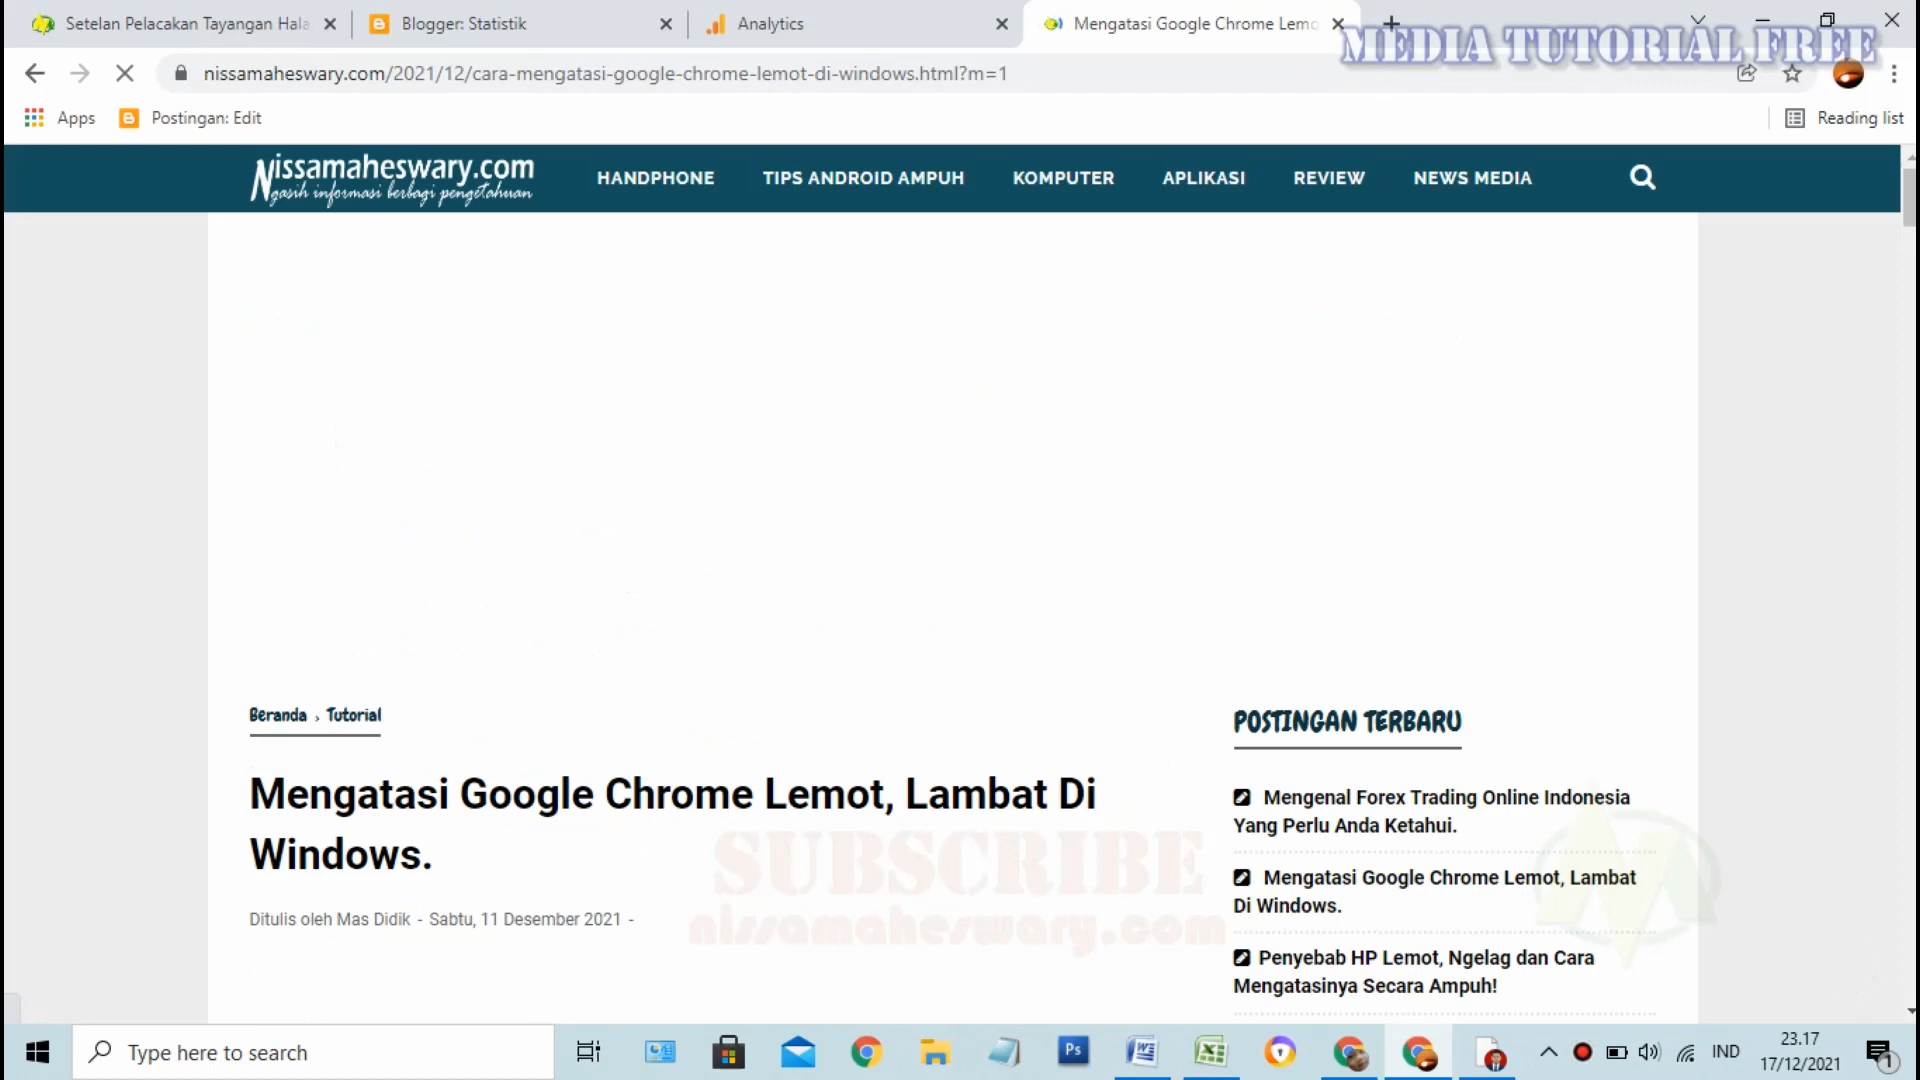 Setelan Pelacakan Tayangan Hala
Blogger: Statistik
Analytics
Mengatasi Google Chrome Lemo
MEDIA TUTORIAL FREE
nissamaheswary.com/2021/12/cara-mengatasi-google-chrome-lemot-di-windows.html?m=1
Apps
Postingan: Edit
Reading list
Nissamaheswary.com
Ngasih informasi berbagi pengetahuan
HANDPHONE
TIPS ANDROID AMPUH
KOMPUTER
APLIKASI
REVIEW
NEWS MEDIA
Beranda › Tutorial
Mengatasi Google Chrome Lemot, Lambat Di
Windows.
Ditulis oleh Mas Didik - Sabtu, 11 Desember 2021 -
SUBSCRIBE
nissamaheswary.com
POSTINGAN TERBARU
Mengenal Forex Trading Online Indonesia
Yang Perlu Anda Ketahui.
Mengatasi Google Chrome Lemot, Lambat
Di Windows.
Penyebab HP Lemot, Ngelag dan Cara
Mengatasinya Secara Ampuh!
Type here to search
Ps
IND
23.17
17/12/2021
1